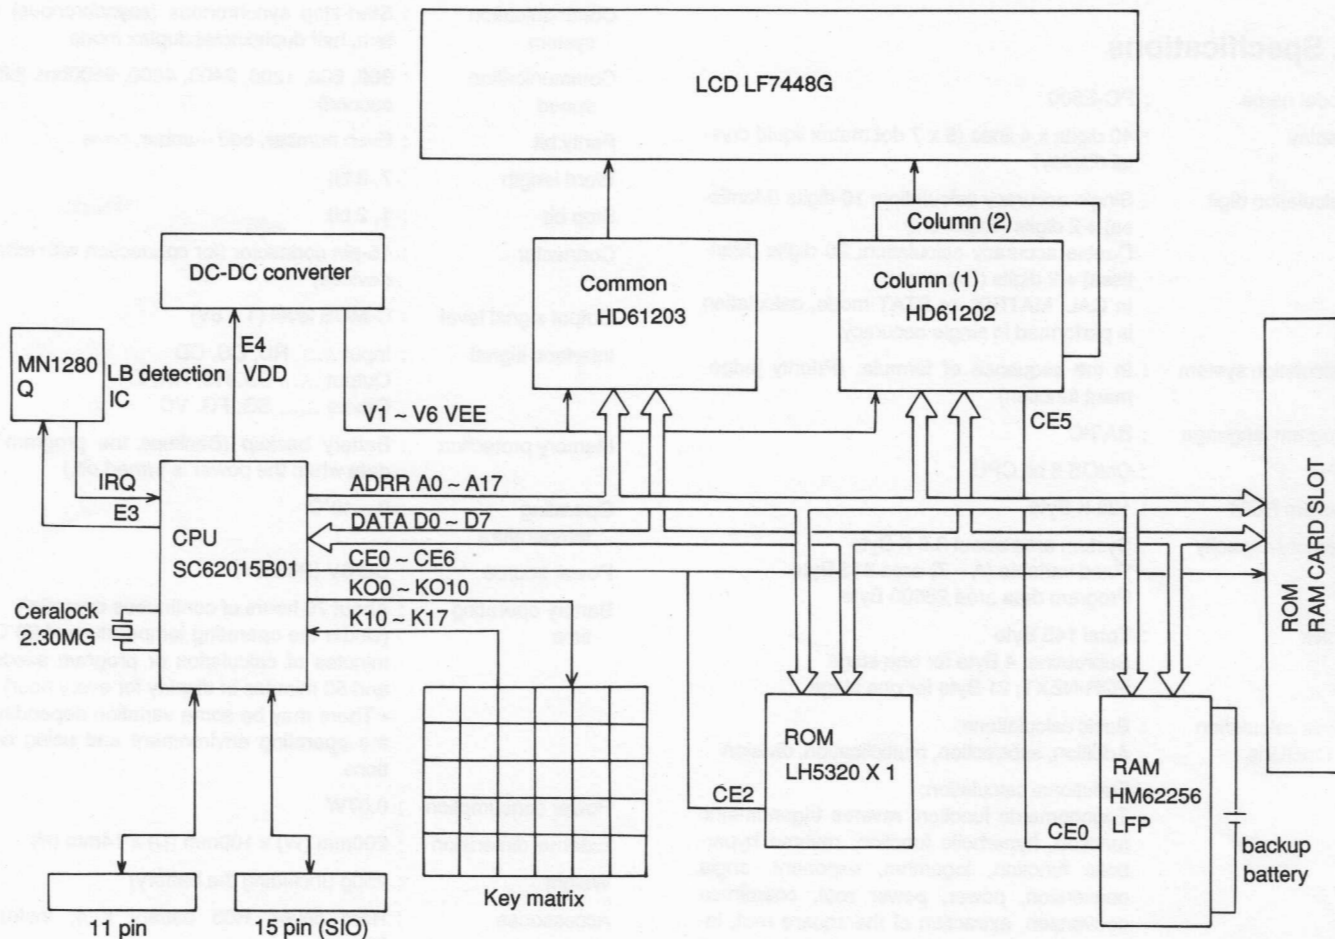 LCD LF7448G
Column (2)
DC-DC converter
Common
HD61203
Column (1)
HD61202
MN1280
Q
LB detection
IC
E4
VDD
V1 ~ V6 VEE
CE5
IRQ
E3
ADRR A0 ~ A17
DATA D0 ~ D7
CE0 ~ CE6
KO0 ~ KO10
K10 ~ K17
CPU
SC62015B01
Ceralock
2.30MG
ROM
RAM CARD SLOT
ROM
LH5320 X 1
CE2
RAM
HM62256
LFP
CE0
backup
battery
Key matrix
11 pin
15 pin (SIO)